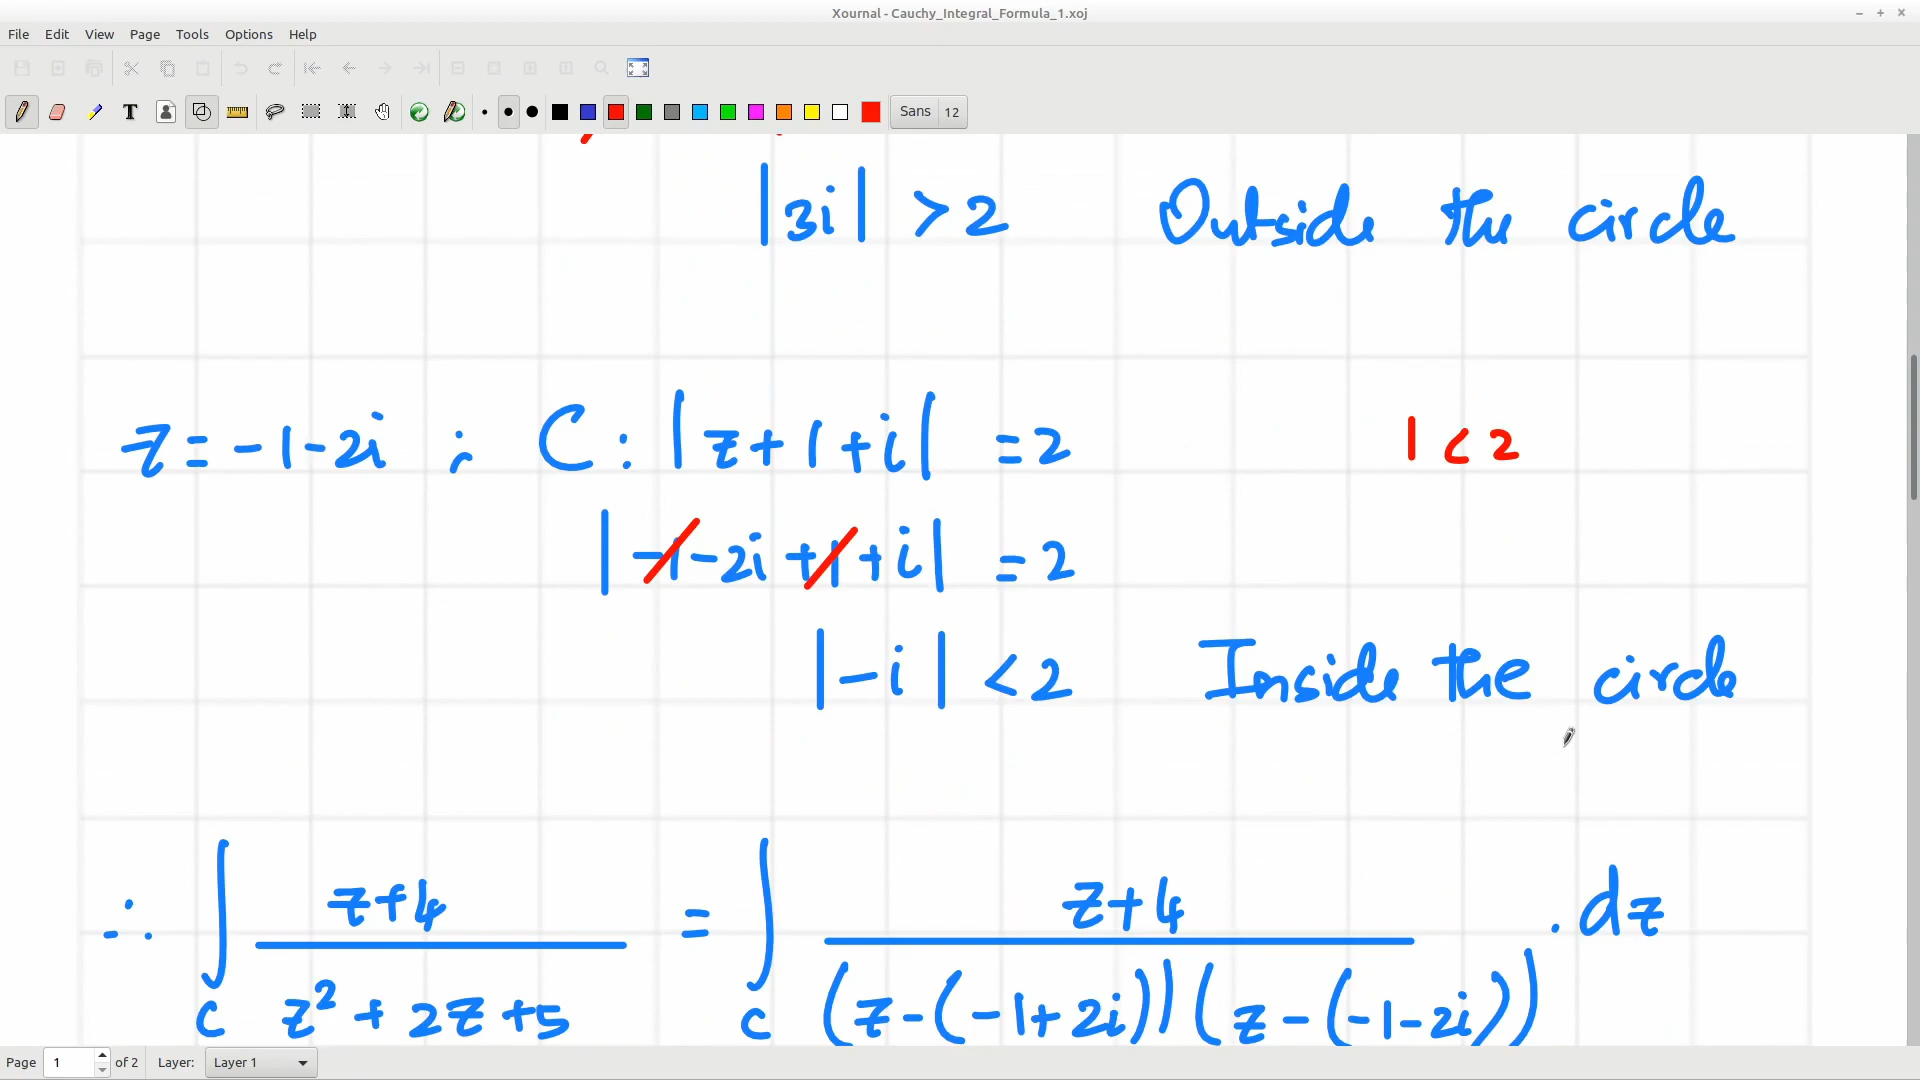 Xournal - Cauchy_Integral_Formula_1.xoj
File Edit View Page Tools Options Help
Sans 12
|3i| > 2 Outside the circle
z = -1-2i ; C : |z+1+i| = 2 1 < 2
|-1-2i+1+i| = 2
|-i| < 2 Inside the circle
∴ ∫ z+4 = ∫ z+4 . dz
C z² + 2z +5 C (z-(-1+2i))(z-(-1-2i))
Page 1 of 2 Layer: Layer 1